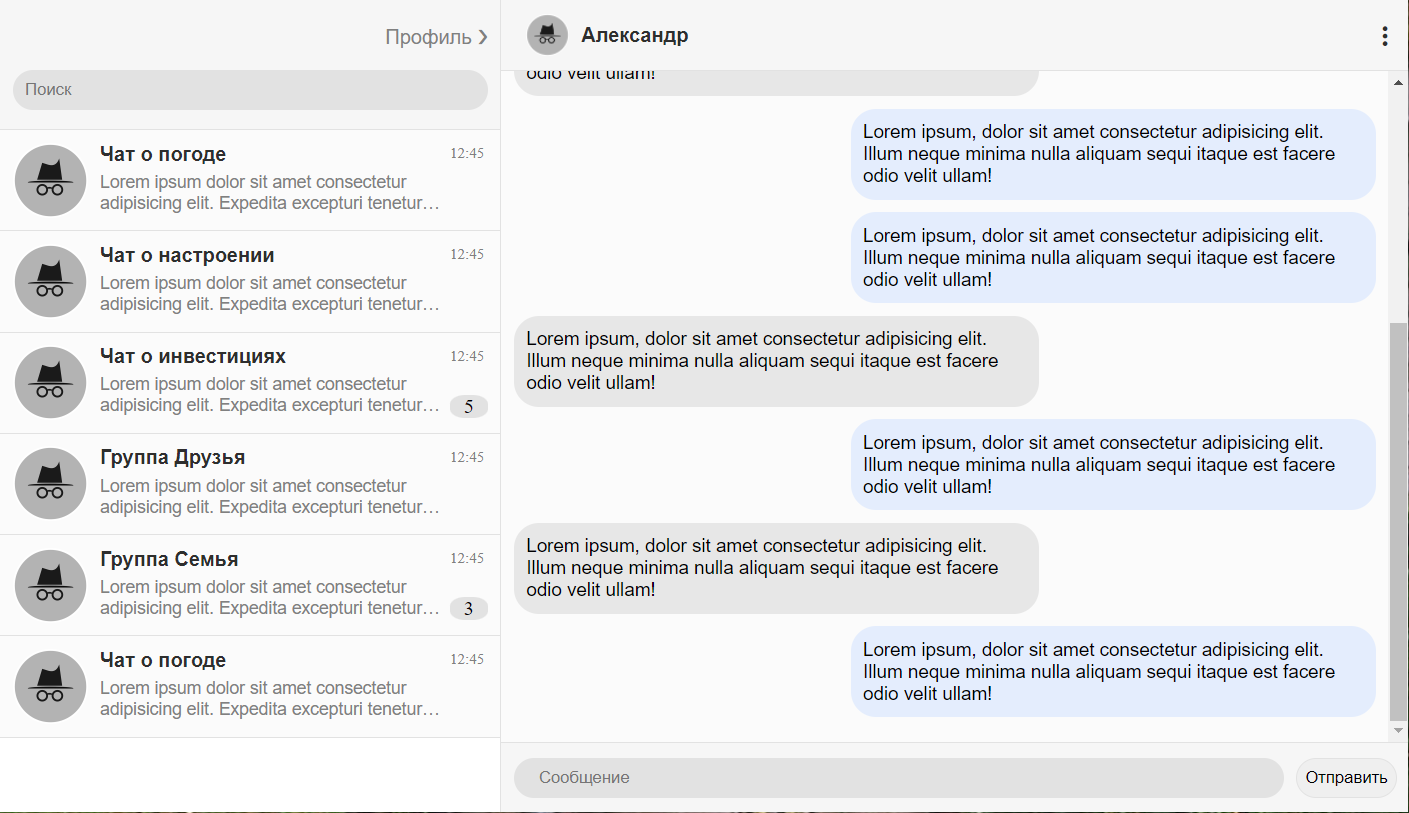 Профиль ❯
Поиск
Чат о погоде
12:45
Lorem ipsum dolor sit amet consectetur
adipisicing elit. Expedita excepturi tenetur…
Чат о настроении
12:45
Lorem ipsum dolor sit amet consectetur
adipisicing elit. Expedita excepturi tenetur…
Чат о инвестициях
12:45
Lorem ipsum dolor sit amet consectetur
adipisicing elit. Expedita excepturi tenetur…
5
Группа Друзья
12:45
Lorem ipsum dolor sit amet consectetur
adipisicing elit. Expedita excepturi tenetur…
Группа Семья
12:45
Lorem ipsum dolor sit amet consectetur
adipisicing elit. Expedita excepturi tenetur…
3
Чат о погоде
12:45
Lorem ipsum dolor sit amet consectetur
adipisicing elit. Expedita excepturi tenetur…
Александр
odio velit ullam!
Lorem ipsum, dolor sit amet consectetur adipisicing elit.
Illum neque minima nulla aliquam sequi itaque est facere
odio velit ullam!
Lorem ipsum, dolor sit amet consectetur adipisicing elit.
Illum neque minima nulla aliquam sequi itaque est facere
odio velit ullam!
Lorem ipsum, dolor sit amet consectetur adipisicing elit.
Illum neque minima nulla aliquam sequi itaque est facere
odio velit ullam!
Lorem ipsum, dolor sit amet consectetur adipisicing elit.
Illum neque minima nulla aliquam sequi itaque est facere
odio velit ullam!
Lorem ipsum, dolor sit amet consectetur adipisicing elit.
Illum neque minima nulla aliquam sequi itaque est facere
odio velit ullam!
Lorem ipsum, dolor sit amet consectetur adipisicing elit.
Illum neque minima nulla aliquam sequi itaque est facere
odio velit ullam!
Сообщение
Отправить